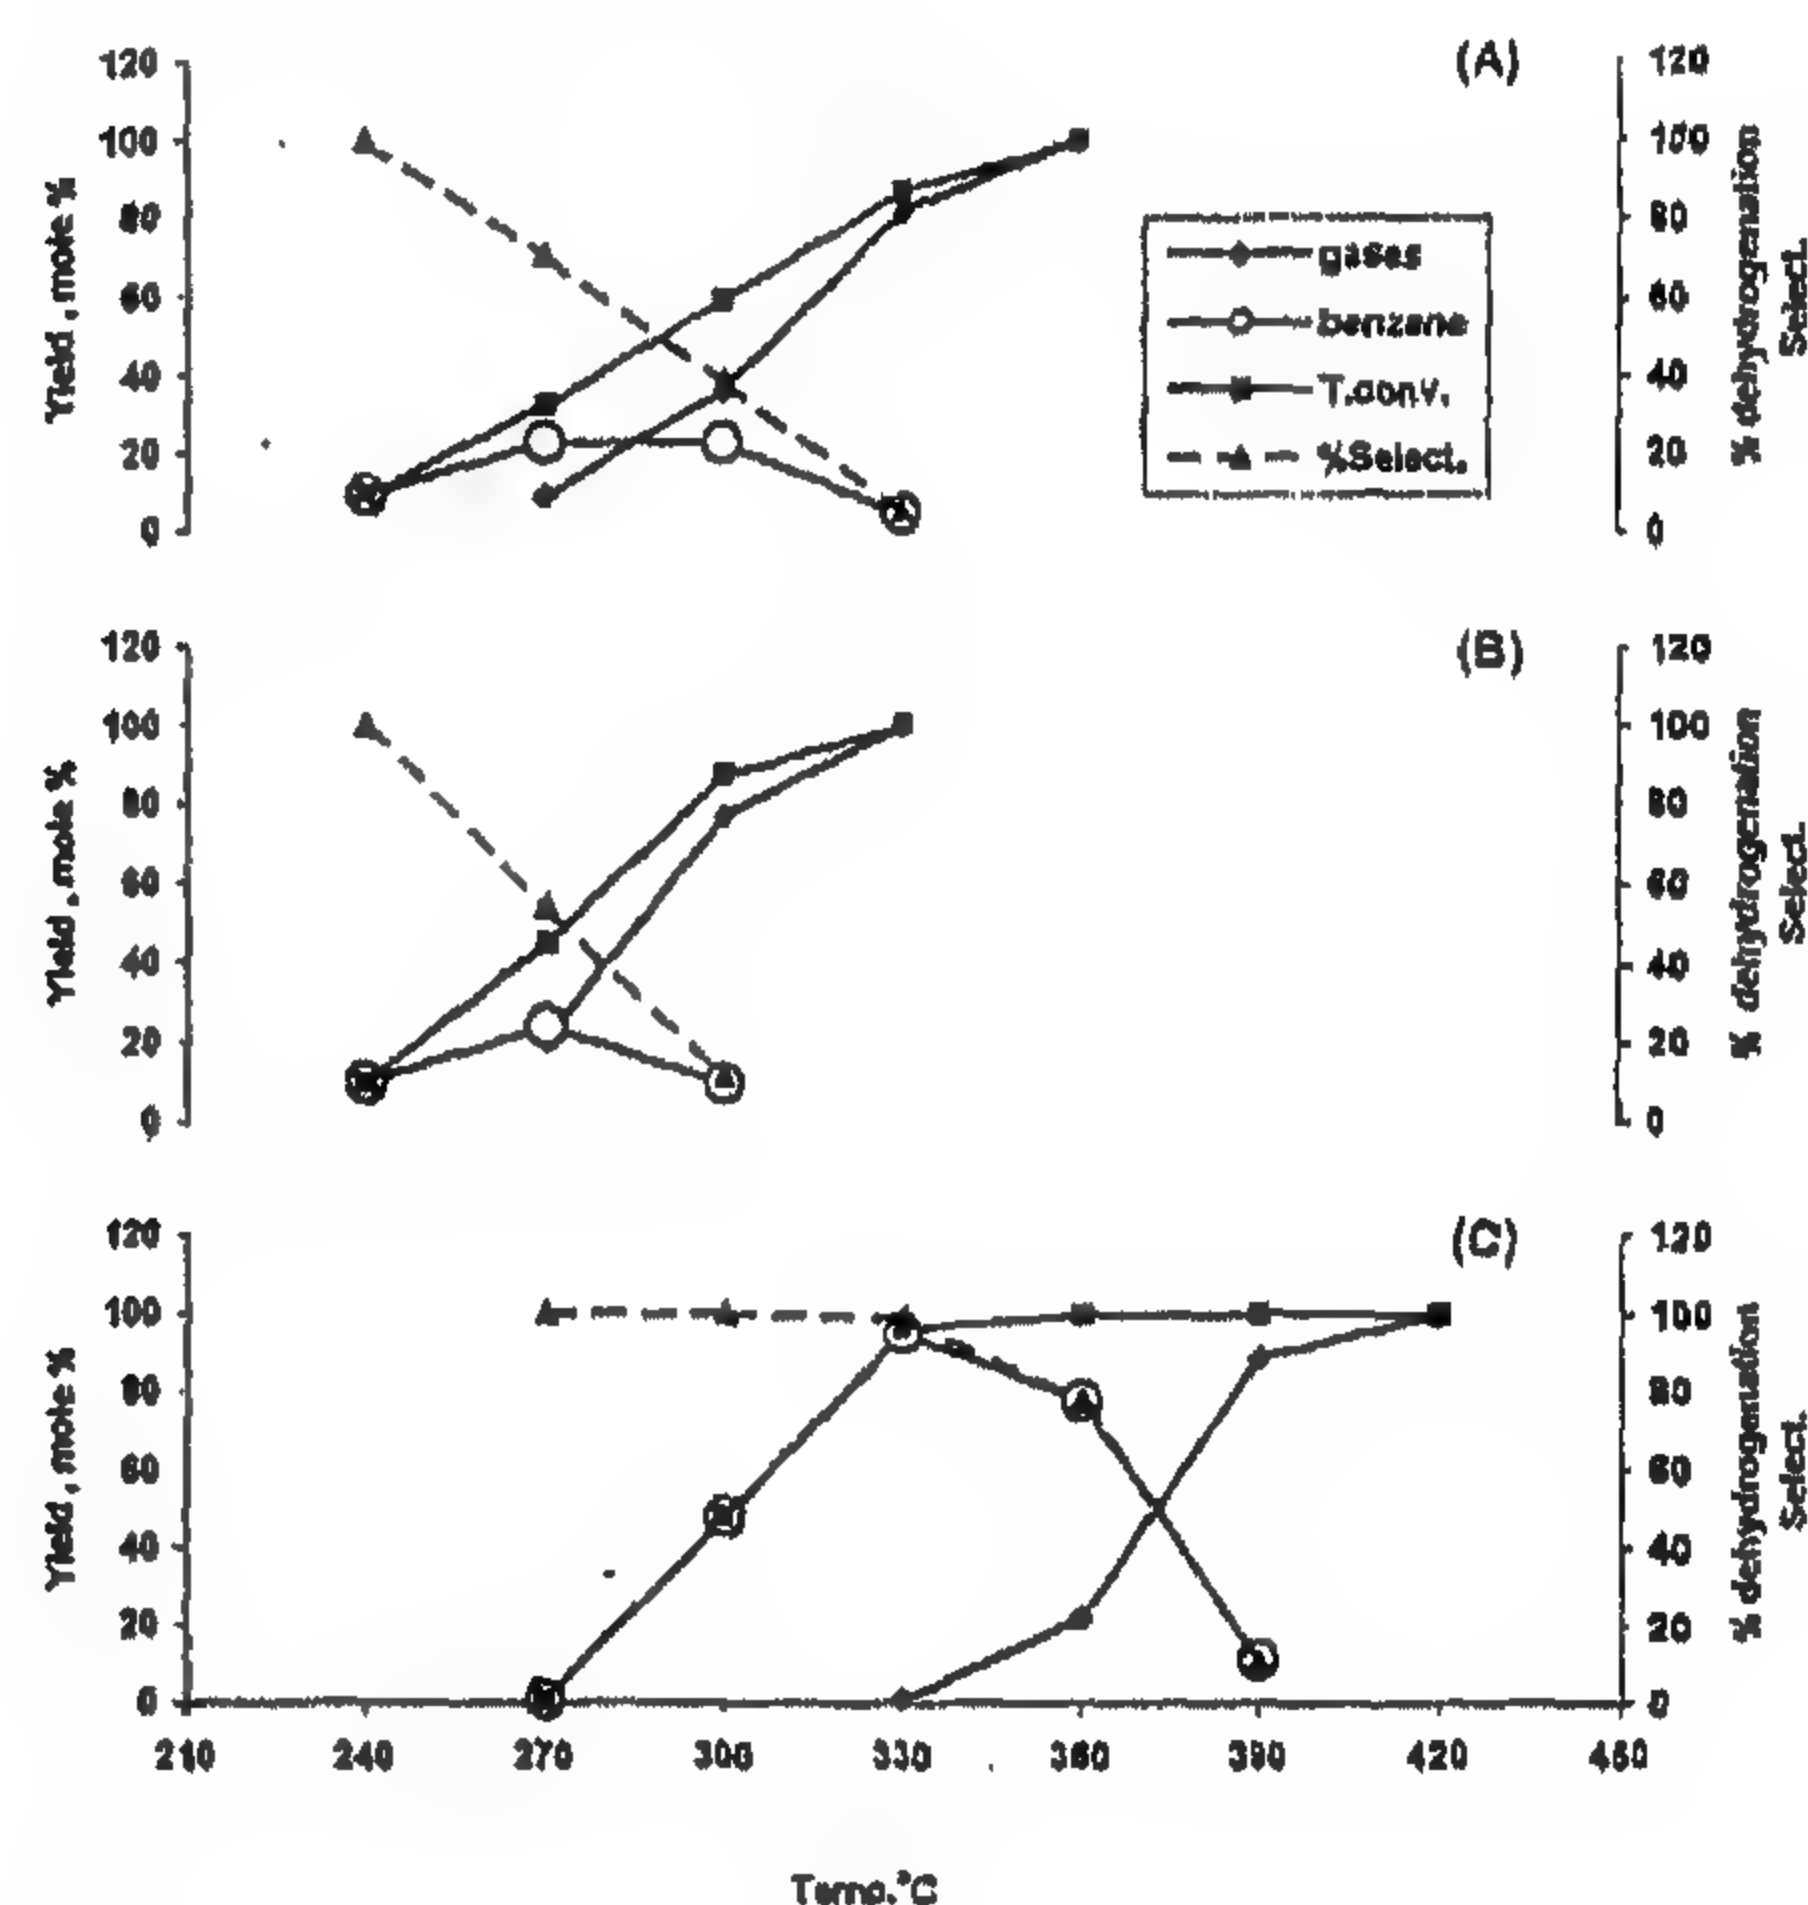 (A)
120
100
80
60
40
20
0
Yield, mole %
120
100
80
60
40
20
0
% dehydrogenation
Select.
gases
benzene
T.conv.
%Select.
(B)
120
100
80
60
40
20
0
Yield, mole %
120
100
80
60
40
20
0
% dehydrogenation
Select.
(C)
120
100
80
60
40
20
0
Yield, mole %
120
100
80
60
40
20
0
% dehydrogenation
Select.
210 240 270 300 330 360 390 420 450
Temp.°C